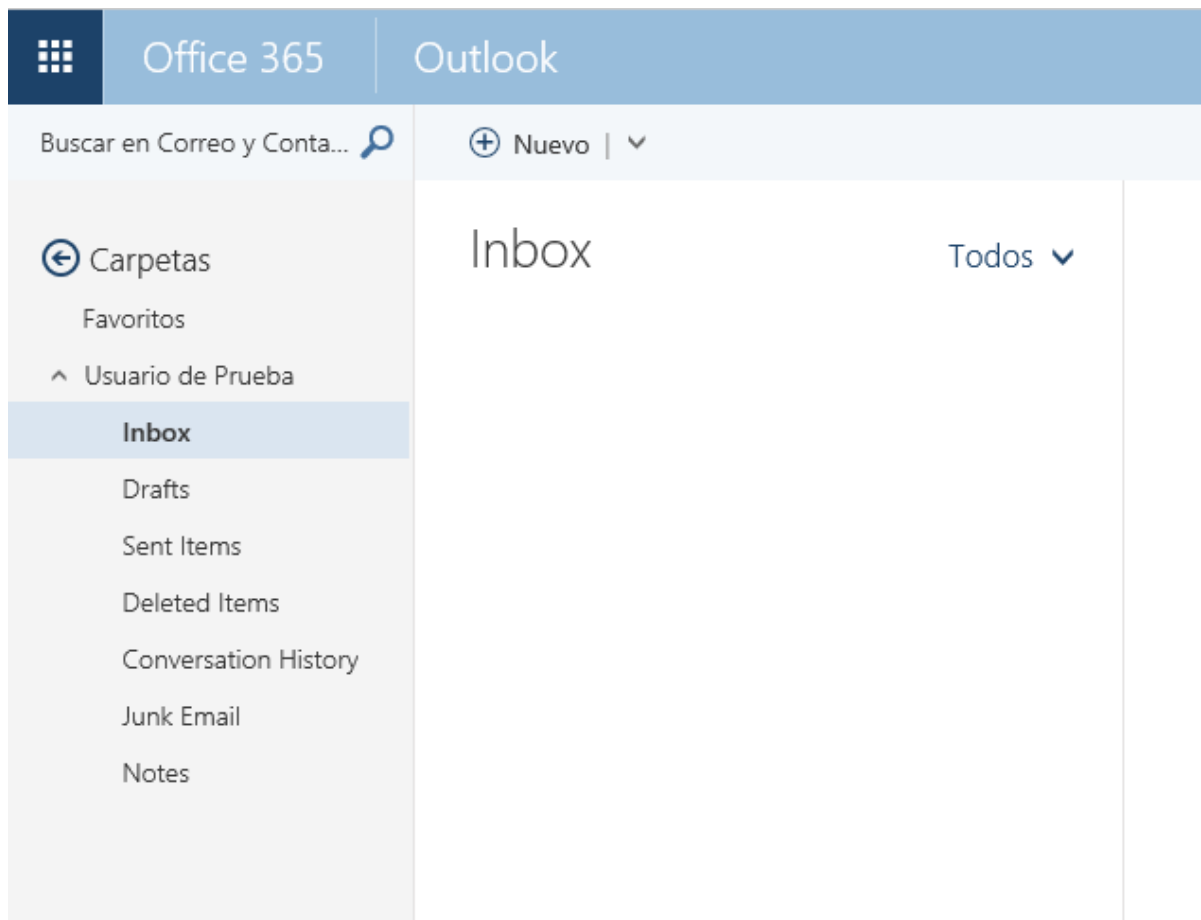 Office 365 Outlook
Buscar en Correo y Conta...
Nuevo
Carpetas
Favoritos
Usuario de Prueba
Inbox
Drafts
Sent Items
Deleted Items
Conversation History
Junk Email
Notes
Inbox
Todos